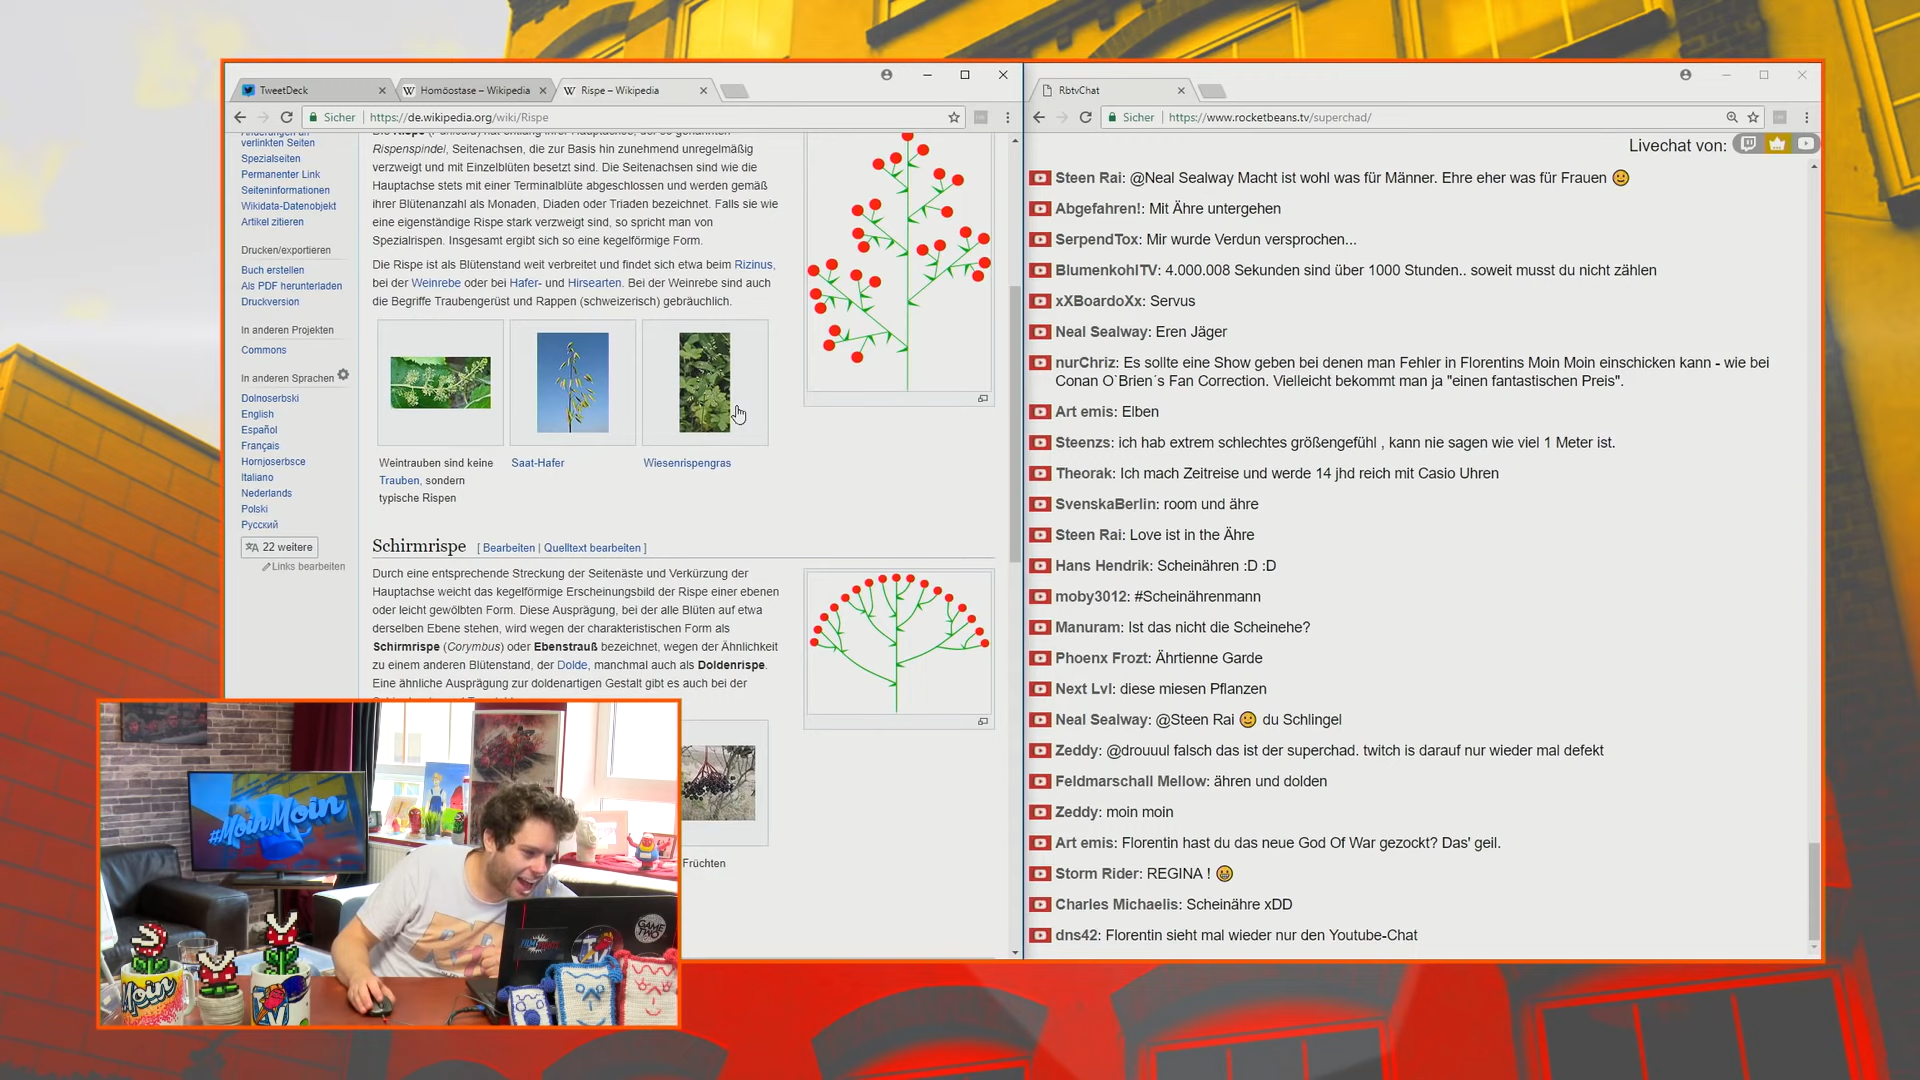 TweetDeck
Homöostase – Wikipedia
Rispe – Wikipedia
Sicher
https://de.wikipedia.org/wiki/Rispe
verlinkten Seiten
Spezialseiten
Permanenter Link
Seiteninformationen
Wikidata-Datenobjekt
Artikel zitieren
Drucken/exportieren
Buch erstellen
Als PDF herunterladen
Druckversion
In anderen Projekten
Commons
In anderen Sprachen
Dolnoserbski
English
Español
Français
Hornjoserbsce
Italiano
Nederlands
Polski
Русский
22 weitere
Links bearbeiten
Rispenspindel, Seitenachsen, die zur Basis hin zunehmend unregelmäßig
verzweigt und mit Einzelblüten besetzt sind. Die Seitenachsen sind wie die
Hauptachse stets mit einer Terminalblüte abgeschlossen und werden gemäß
ihrer Blütenanzahl als Monaden, Diaden oder Triaden bezeichnet. Falls sie wie
eine eigenständige Rispe stark verzweigt sind, so spricht man von
Spezialrispen. Insgesamt ergibt sich so eine kegelförmige Form.
Die Rispe ist als Blütenstand weit verbreitet und findet sich etwa beim Rizinus,
bei der Weinrebe oder bei Hafer- und Hirsearten. Bei der Weinrebe sind auch
die Begriffe Traubengerüst und Rappen (schweizerisch) gebräuchlich.
Weintrauben sind keine
Trauben, sondern
typische Rispen
Saat-Hafer
Wiesenrispengras
Schirmrispe [ Bearbeiten | Quelltext bearbeiten ]
Durch eine entsprechende Streckung der Seitenäste und Verkürzung der
Hauptachse weicht das kegelförmige Erscheinungsbild der Rispe einer ebenen
oder leicht gewölbten Form. Diese Ausprägung, bei der alle Blüten auf etwa
derselben Ebene stehen, wird wegen der charakteristischen Form als
Schirmrispe (Corymbus) oder Ebenstrauß bezeichnet, wegen der Ähnlichkeit
zu einem anderen Blütenstand, der Dolde, manchmal auch als Doldenrispe.
Eine ähnliche Ausprägung zur doldenartigen Gestalt gibt es auch bei der
Früchten
RbtvChat
Sicher
https://www.rocketbeans.tv/superchad/
Livechat von:
Steen Rai: @Neal Sealway Macht ist wohl was für Männer. Ehre eher was für Frauen
Abgefahren!: Mit Ähre untergehen
SerpendTox: Mir wurde Verdun versprochen...
BlumenkohlTV: 4.000.008 Sekunden sind über 1000 Stunden.. soweit musst du nicht zählen
xXBoardoXx: Servus
Neal Sealway: Eren Jäger
nurChriz: Es sollte eine Show geben bei denen man Fehler in Florentins Moin Moin einschicken kann - wie bei
Conan O`Brien´s Fan Correction. Vielleicht bekommt man ja "einen fantastischen Preis".
Art emis: Elben
Steenzs: ich hab extrem schlechtes größengefühl , kann nie sagen wie viel 1 Meter ist.
Theorak: Ich mach Zeitreise und werde 14 jhd reich mit Casio Uhren
SvenskaBerlin: room und ähre
Steen Rai: Love ist in the Ähre
Hans Hendrik: Scheinähren :D :D
moby3012: #Scheinährenmann
Manuram: Ist das nicht die Scheinehe?
Phoenx Frozt: Ährtienne Garde
Next Lvl: diese miesen Pflanzen
Neal Sealway: @Steen Rai du Schlingel
Zeddy: @drouuul falsch das ist der superchad. twitch is darauf nur wieder mal defekt
Feldmarschall Mellow: ähren und dolden
Zeddy: moin moin
Art emis: Florentin hast du das neue God Of War gezockt? Das' geil.
Storm Rider: REGINA !
Charles Michaelis: Scheinähre xDD
dns42: Florentin sieht mal wieder nur den Youtube-Chat
#MoinMoin
Moin
GAME TWO